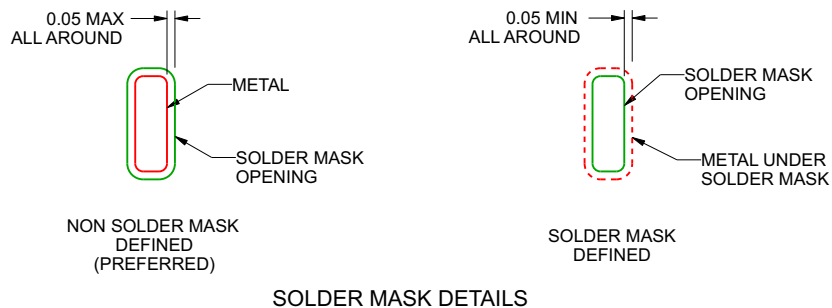 0.05 MAX
ALL AROUND
METAL
SOLDER MASK
OPENING
NON SOLDER MASK
DEFINED
(PREFERRED)
0.05 MIN
ALL AROUND
SOLDER MASK
OPENING
METAL UNDER
SOLDER MASK
SOLDER MASK
DEFINED
SOLDER MASK DETAILS